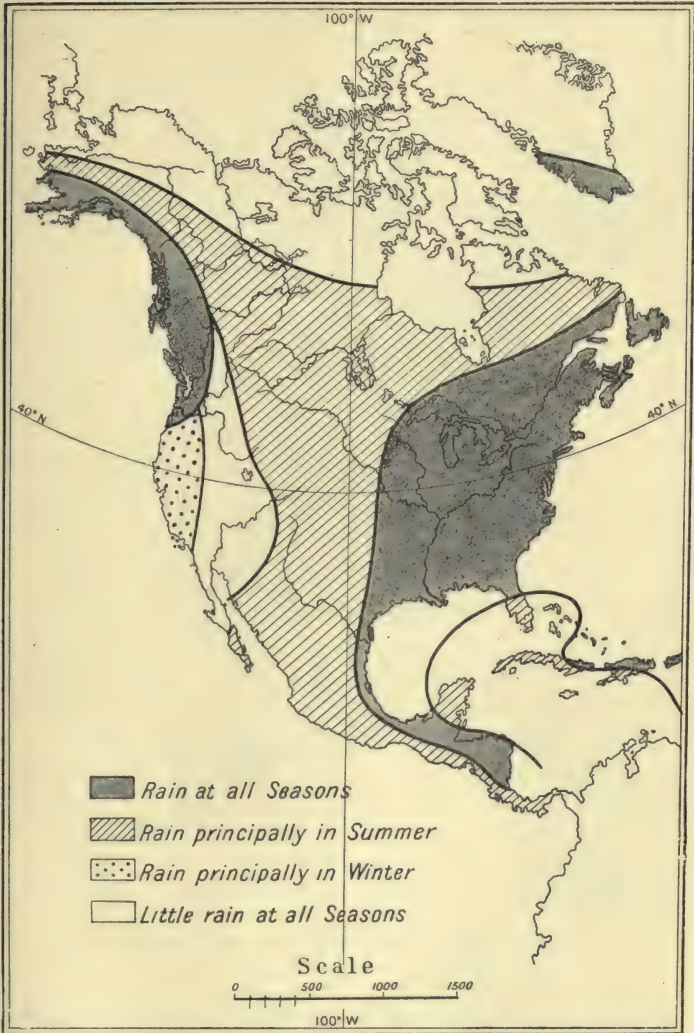 100° W
40° N
40° N
Rain at all Seasons
Rain principally in Summer
Rain principally in Winter
Little rain at all Seasons
Scale
0 500 1000 1500
100° W